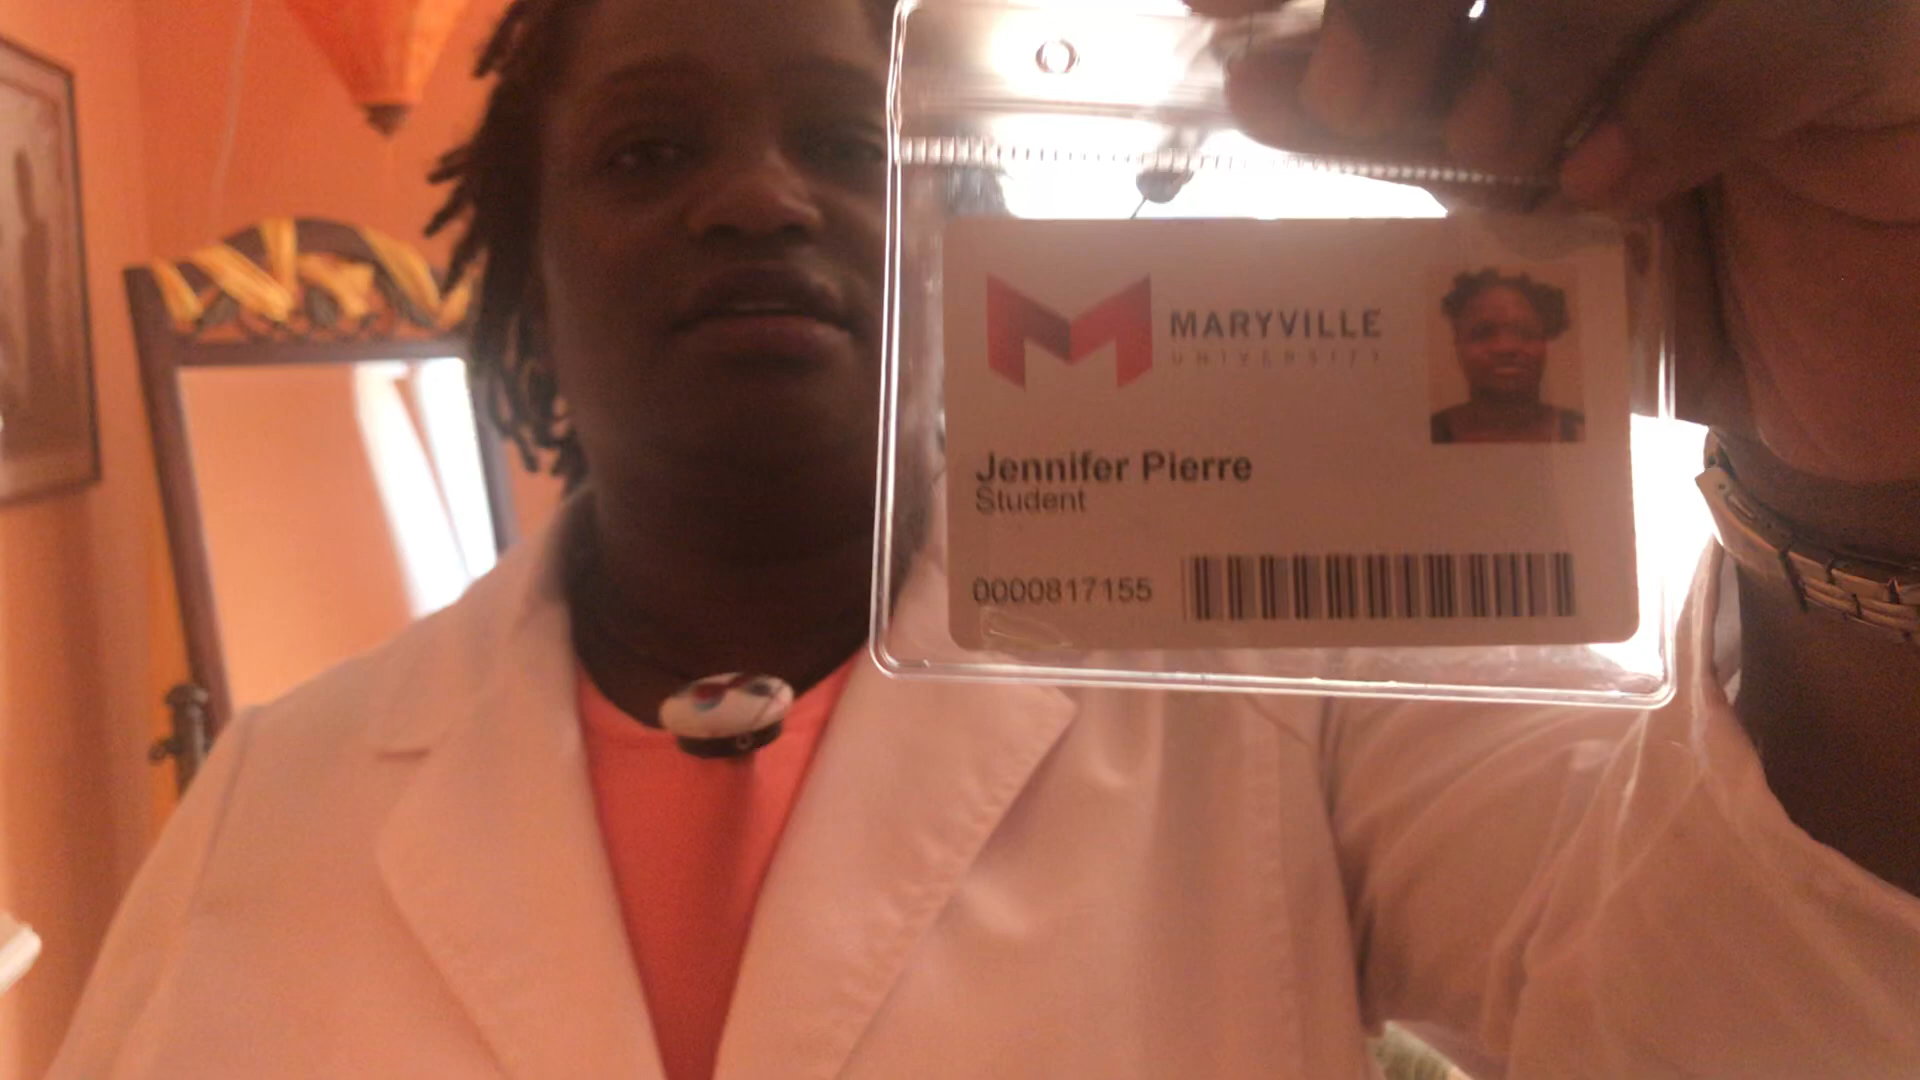 MARYVILLE
UNIVERSITY
Jennifer Pierre
Student
0000817155